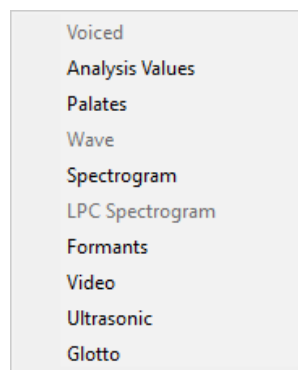 Voiced
Analysis Values
Palates
Wave
Spectrogram
LPC Spectrogram
Formants
Video
Ultrasonic
Glotto